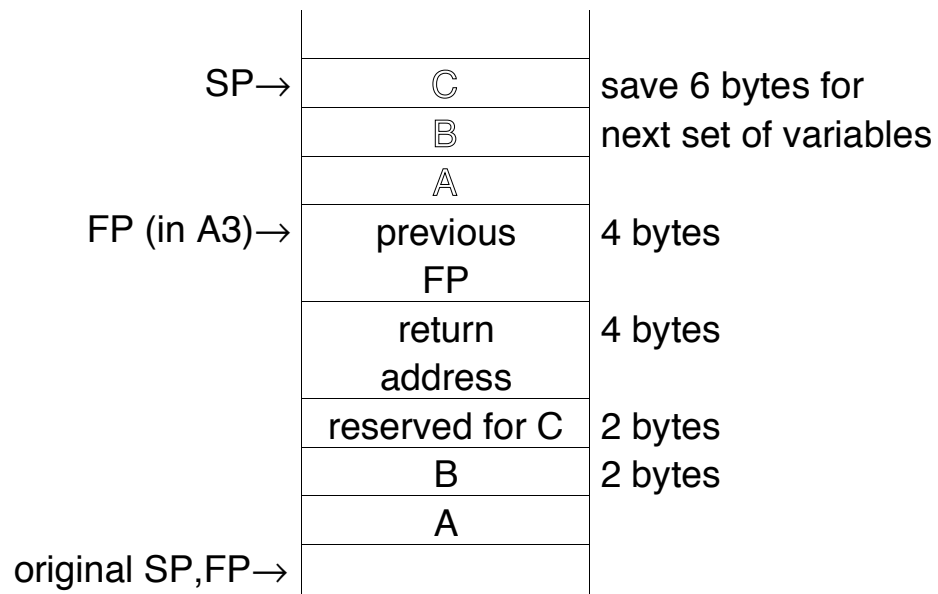 SP→ ℂ save 6 bytes for
𝔹 next set of variables
𝔸
FP (in A3)→ previous 4 bytes
FP
return 4 bytes
address
reserved for C 2 bytes
B 2 bytes
A
original SP,FP→